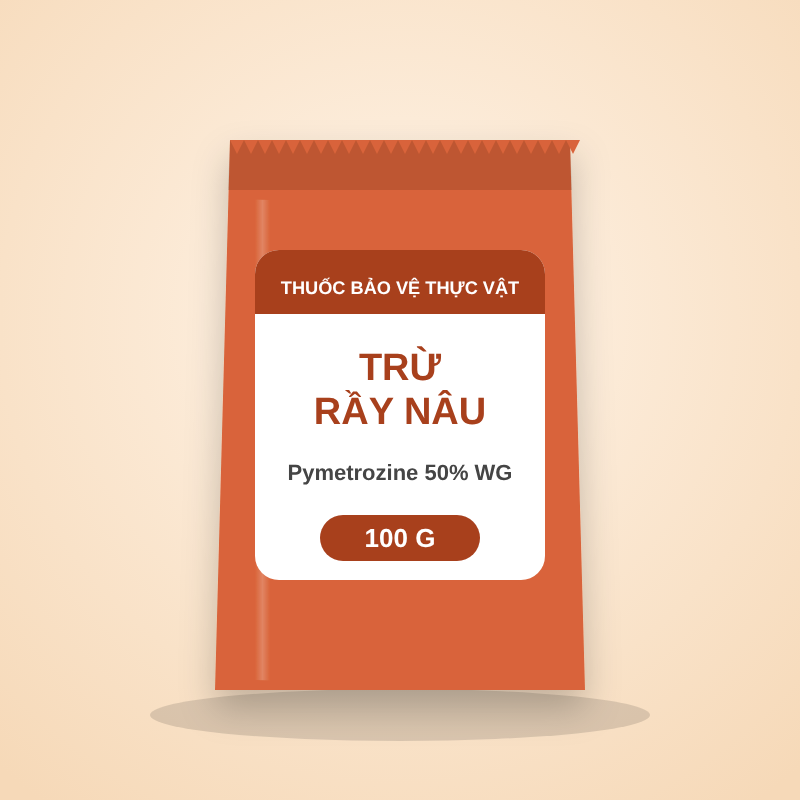 THUỐC BẢO VỆ THỰC VẬT
TRỪ
RẦY NÂU
Pymetrozine 50% WG
100 G